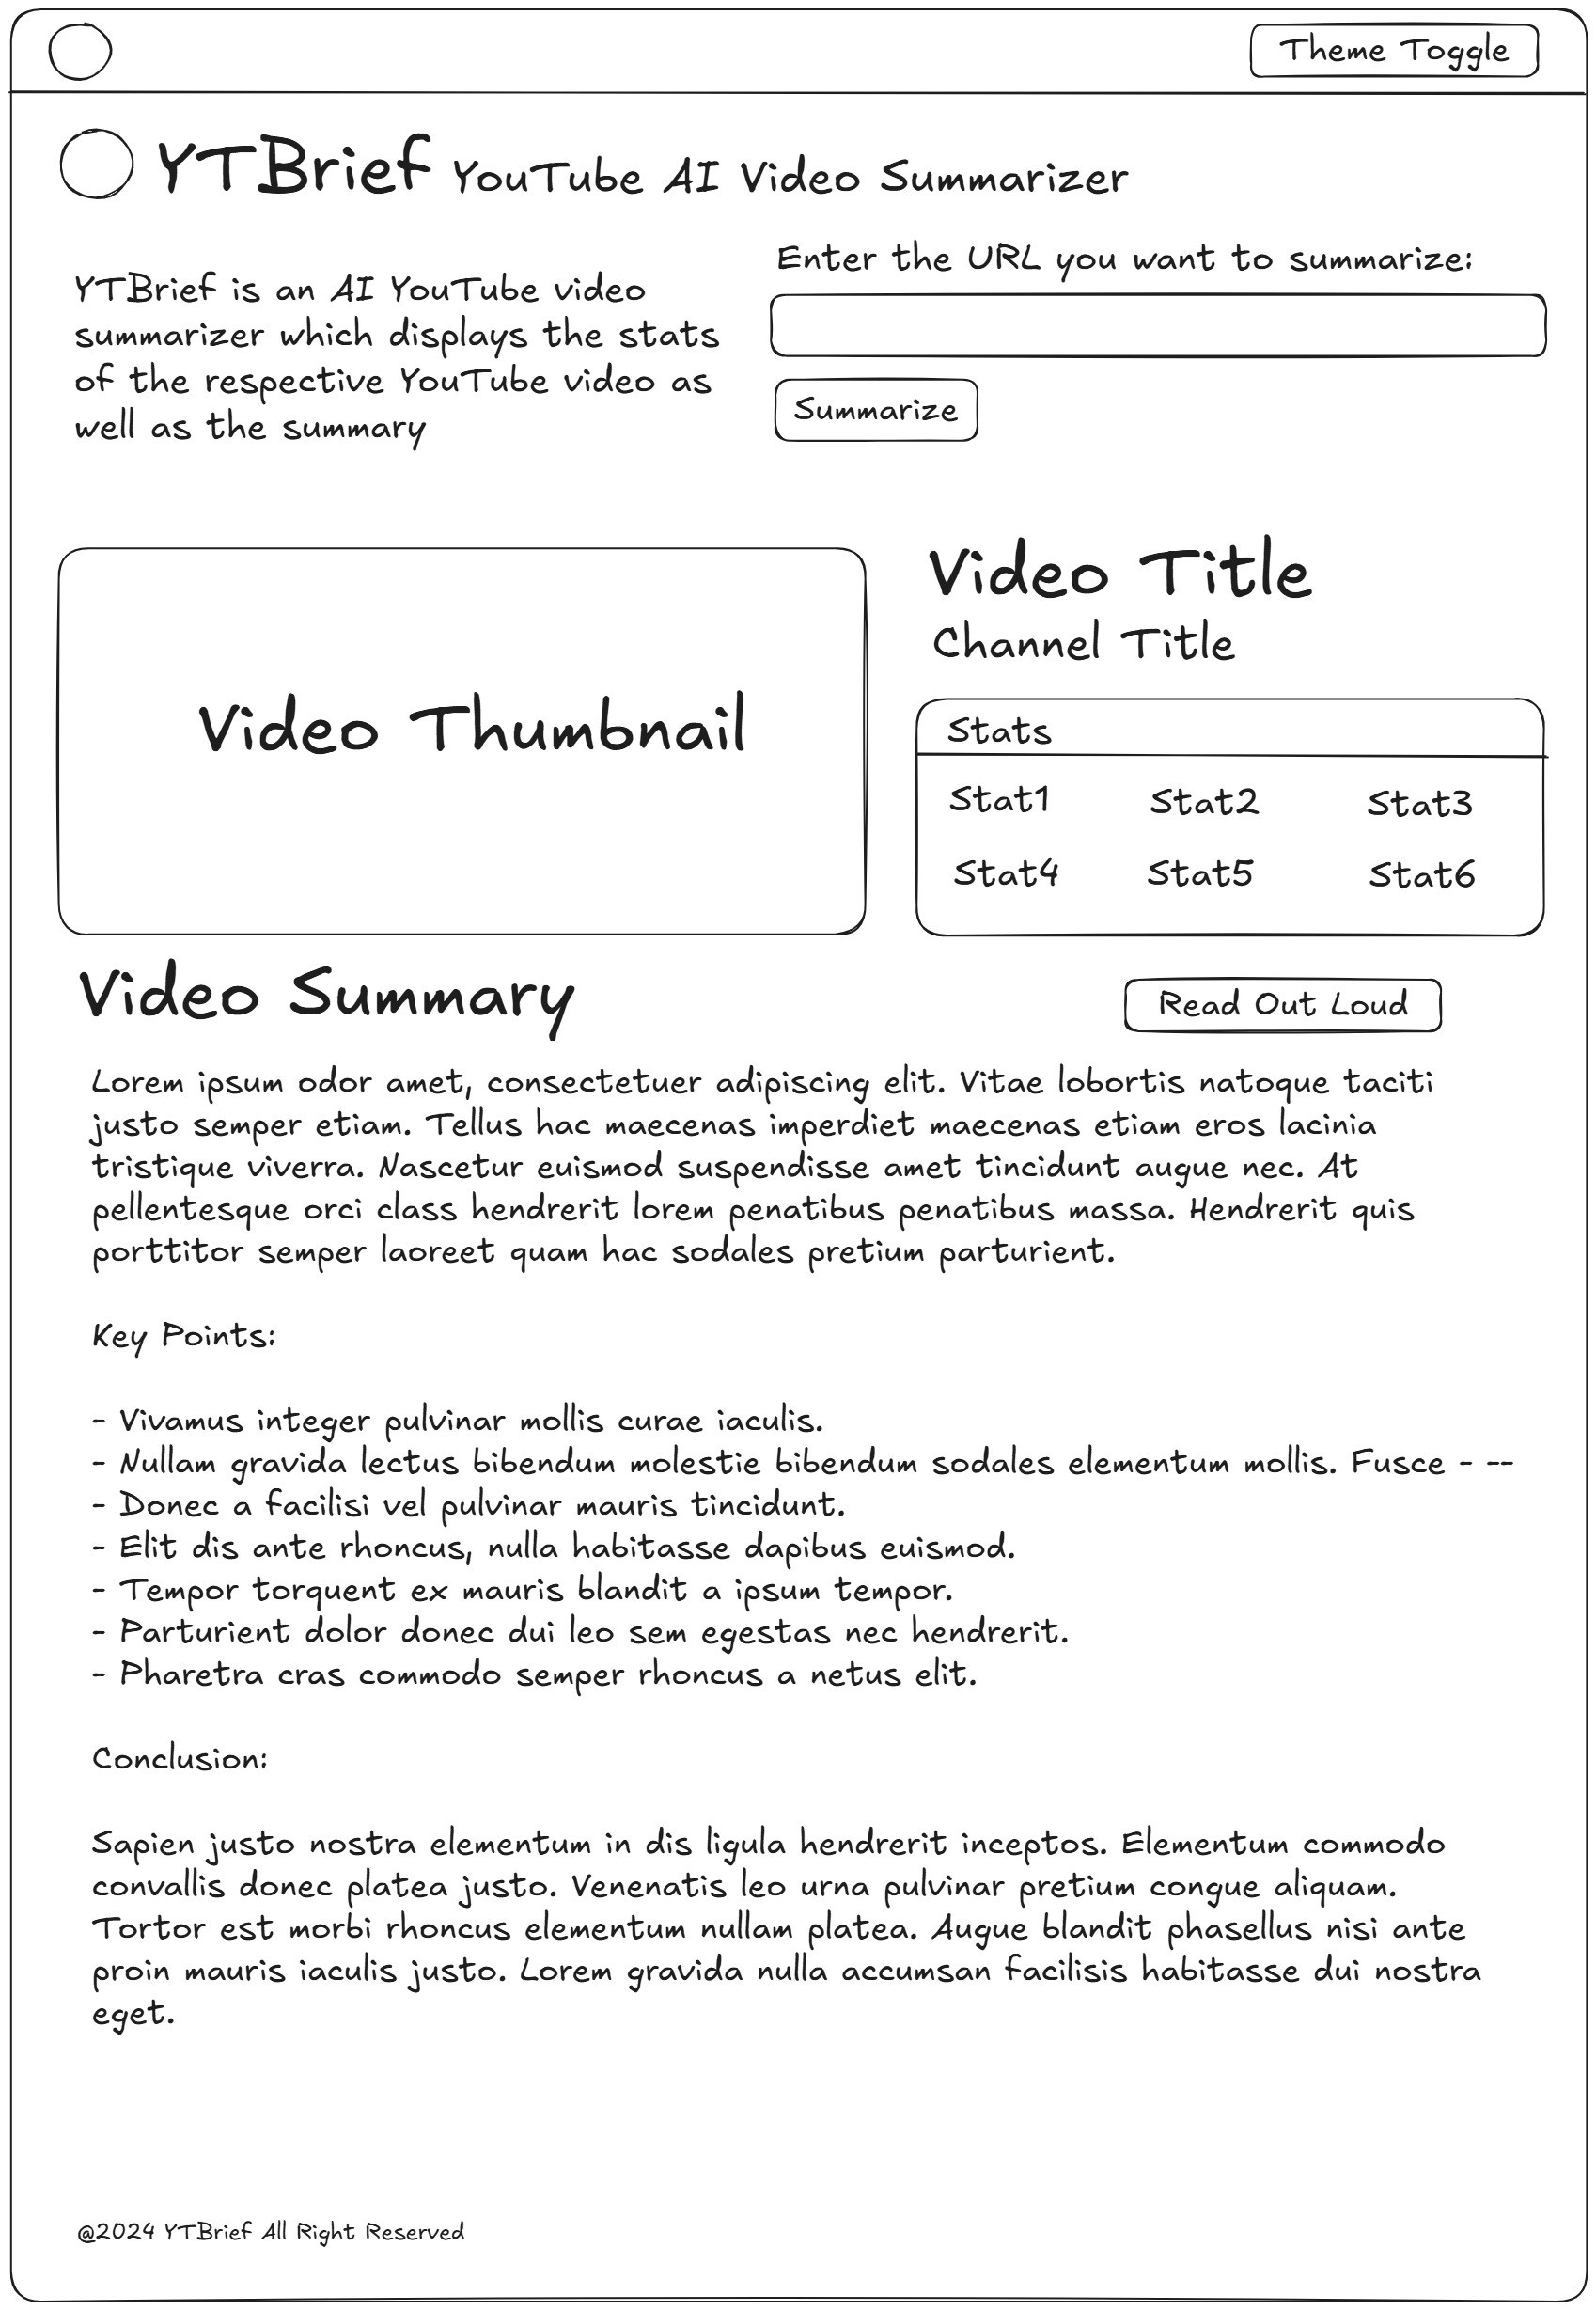 Theme Toggle
YTBrief YouTube AI Video Summarizer
YTBrief is an AI YouTube video
summarizer which displays the stats
of the respective YouTube video as
well as the summary
Enter the URL you want to summarize:
Summarize
Video Thumbnail
Video Title
Channel Title
Stats
Stat1 Stat2 Stat3
Stat4 Stat5 Stat6
Video Summary
Read Out Loud
Lorem ipsum odor amet, consectetuer adipiscing elit. Vitae lobortis natoque taciti
justo semper etiam. Tellus hac maecenas imperdiet maecenas etiam eros lacinia
tristique viverra. Nascetur euismod suspendisse amet tincidunt augue nec. At
pellentesque orci class hendrerit lorem penatibus penatibus massa. Hendrerit quis
porttitor semper laoreet quam hac sodales pretium parturient.
Key Points:
- Vivamus integer pulvinar mollis curae iaculis.
- Nullam gravida lectus bibendum molestie bibendum sodales elementum mollis. Fusce - --
- Donec a facilisi vel pulvinar mauris tincidunt.
- Elit dis ante rhoncus, nulla habitasse dapibus euismod.
- Tempor torquent ex mauris blandit a ipsum tempor.
- Parturient dolor donec dui leo sem egestas nec hendrerit.
- Pharetra cras commodo semper rhoncus a netus elit.
Conclusion:
Sapien justo nostra elementum in dis ligula hendrerit inceptos. Elementum commodo
convallis donec platea justo. Venenatis leo urna pulvinar pretium congue aliquam.
Tortor est morbi rhoncus elementum nullam platea. Augue blandit phasellus nisi ante
proin mauris iaculis justo. Lorem gravida nulla accumsan facilisis habitasse dui nostra
eget.
@2024 YTBrief All Right Reserved